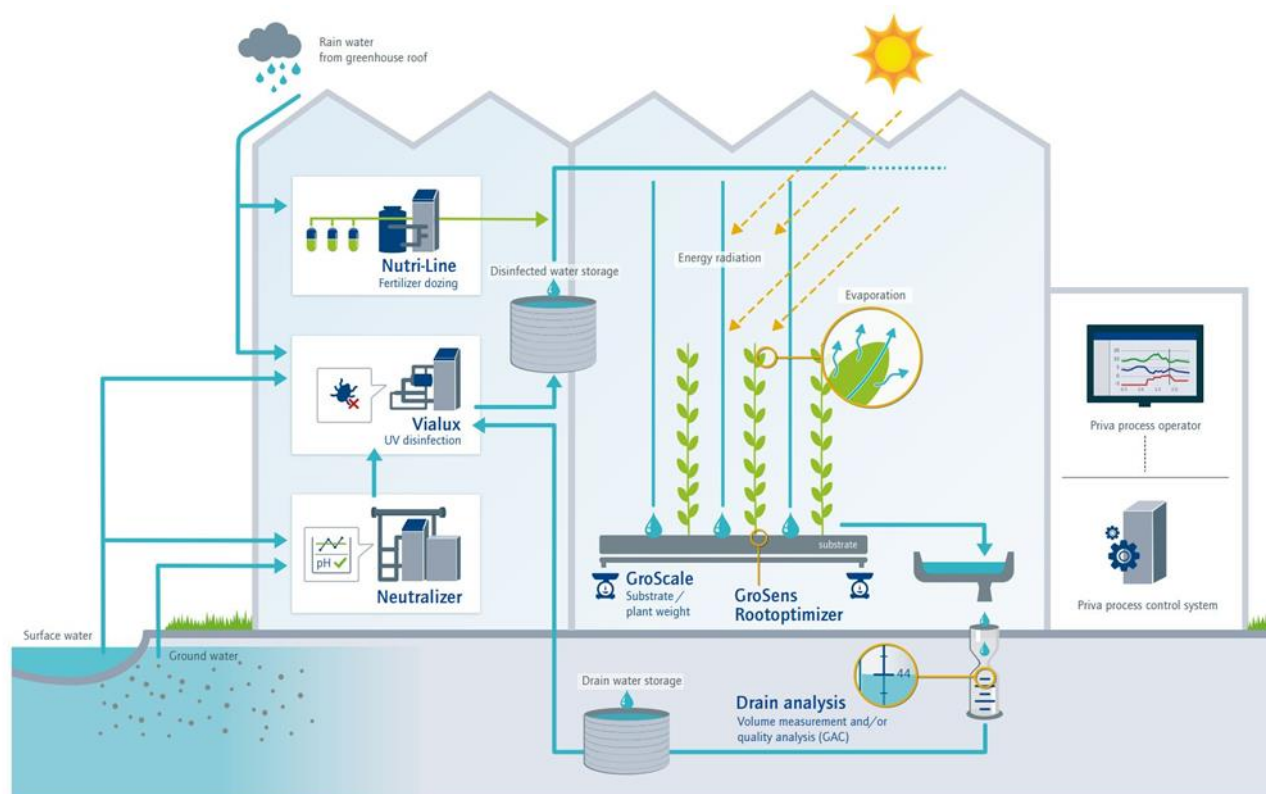 Rain water
from greenhouse roof
Nutri-Line
Fertilizer dozing
Disinfected water storage
Energy radiation
Evaporation
Vialux
UV disinfection
Priva process operator
pH
Neutralizer
substrate
GroScale
Substrate/
plant weight
GroSens
Rootoptimizer
Priva process control system
Surface water
Ground water
Drain water storage
44
Drain analysis
Volume measurement and/or
quality analysis (GAC)